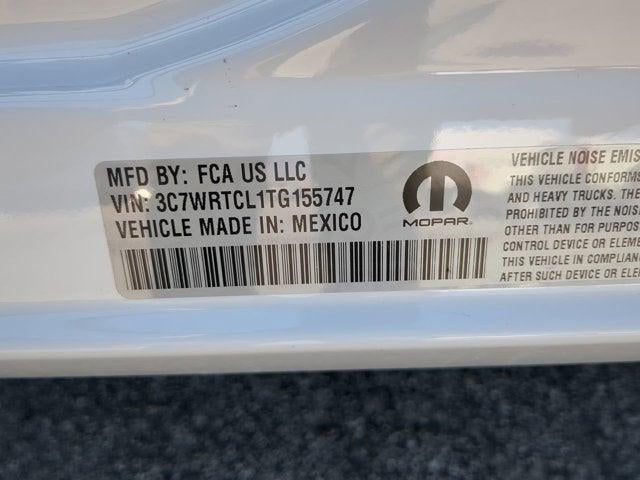 MFD BY: FCA US LLC
VIN: 3C7WRTCL1TG155747
VEHICLE MADE IN: MEXICO
MOPAR
VEHICLE NOISE EMIS
THIS VEHICLE CONFORMS
AND HEAVY TRUCKS. THE
PROHIBITED BY THE NOISE
OTHER THAN FOR PURPOS
CONTROL DEVICE OR ELEME
THIS VEHICLE IN COMPLIANC
AFTER SUCH DEVICE OR ELE